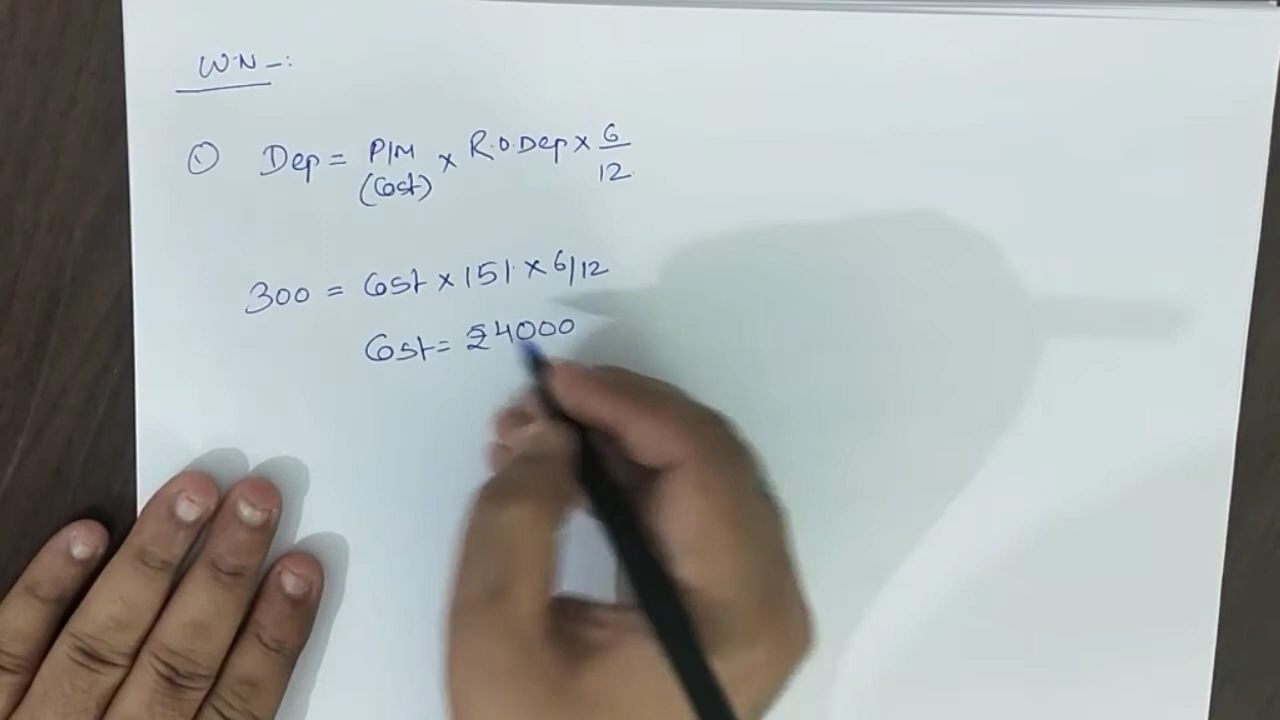 W.N -:
① Dep = P/M (Cost) × R.O.Dep × 6/12
300 = Cost × 15% × 6/12
Cost = ₹4000